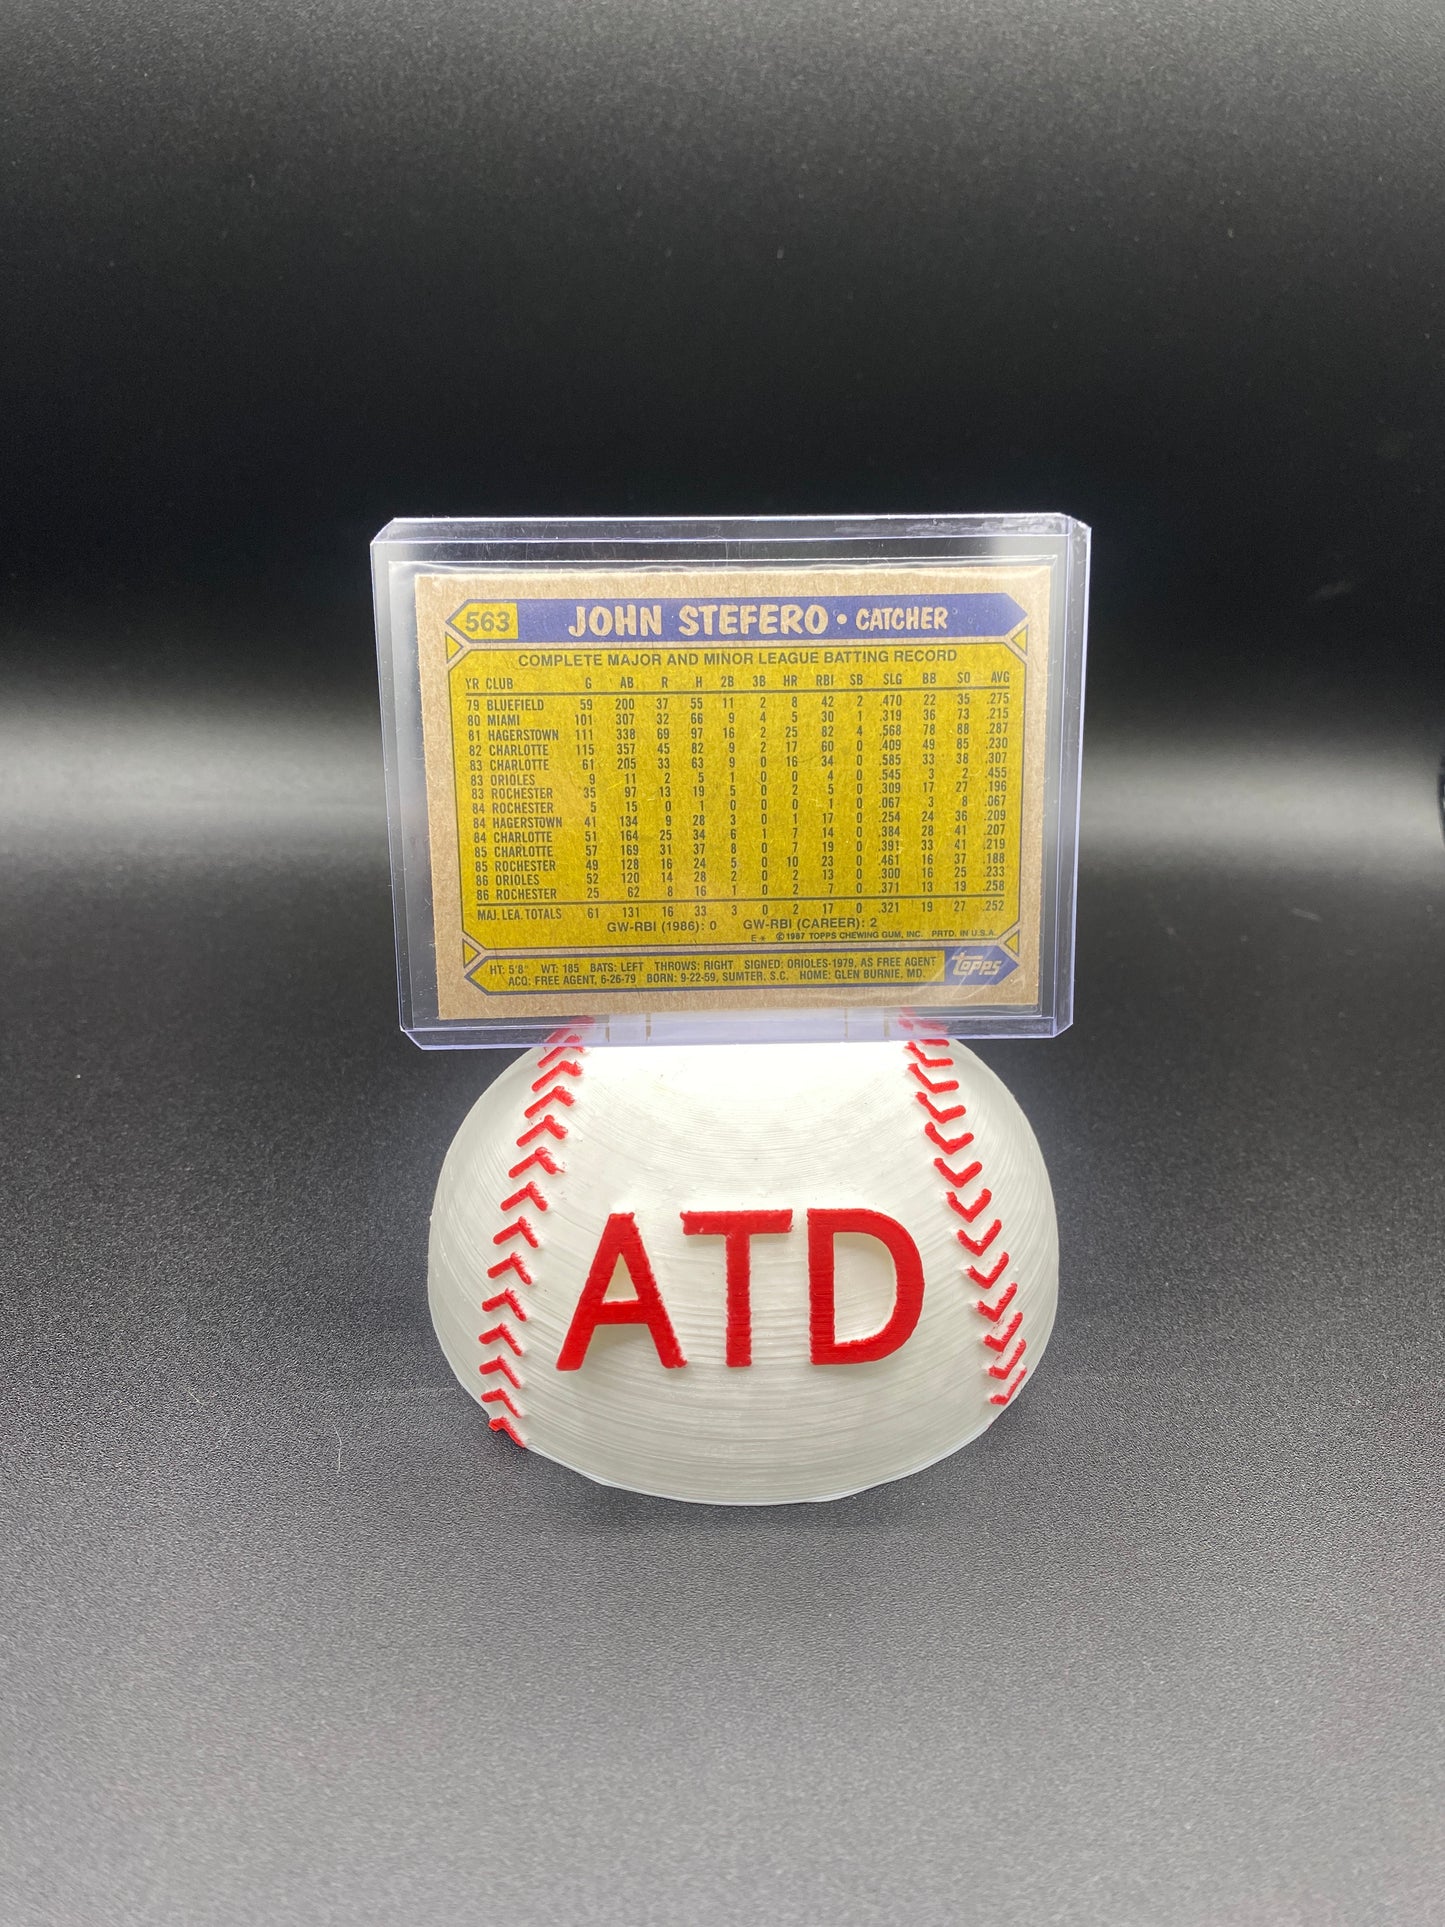 563 JOHN STEFERO • CATCHER
COMPLETE MAJOR AND MINOR LEAGUE BATTING RECORD
YR CLUB G AB R H 2B 3B HR RBI SB SLG BB SO AVG
79 BLUEFIELD 59 200 37 55 11 2 8 42 2 .470 22 35 .275
80 MIAMI 101 307 32 66 9 4 5 30 1 .319 36 73 .215
81 HAGERSTOWN 111 338 69 97 16 2 25 82 4 .568 78 88 .287
82 CHARLOTTE 115 357 45 82 9 2 17 60 0 .409 49 85 .230
83 CHARLOTTE 61 205 33 63 9 0 16 34 0 .585 33 38 .307
83 ORIOLES 9 11 2 5 1 0 0 4 0 .545 3 2 .455
83 ROCHESTER 35 97 13 19 5 0 2 5 0 .309 17 27 .196
84 ROCHESTER 5 15 0 1 0 0 0 1 0 .067 3 8 .067
84 HAGERSTOWN 41 134 9 28 3 0 1 17 0 .254 24 36 .209
84 CHARLOTTE 51 164 25 34 6 1 7 14 0 .384 28 41 .207
85 CHARLOTTE 57 169 31 37 8 0 7 19 0 .391 33 41 .219
85 ROCHESTER 49 128 16 24 5 0 10 23 0 .461 16 37 .188
86 ORIOLES 52 120 14 28 2 0 2 13 0 .300 16 25 .233
86 ROCHESTER 25 62 8 16 1 0 2 7 0 .371 13 19 .258
MAJ. LEA. TOTALS 61 131 16 33 3 0 2 17 0 .321 19 27 .252
GW-RBI (1986): 0 GW-RBI (CAREER): 2
E* ©1987 TOPPS CHEWING GUM, INC. PRTD. IN U.S.A.
HT: 5'8" WT: 185 BATS: LEFT THROWS: RIGHT SIGNED: ORIOLES-1979, AS FREE AGENT
ACQ: FREE AGENT, 6-26-79 BORN: 9-22-59, SUMTER, S.C. HOME: GLEN BURNIE, MD.
Topps
ATD